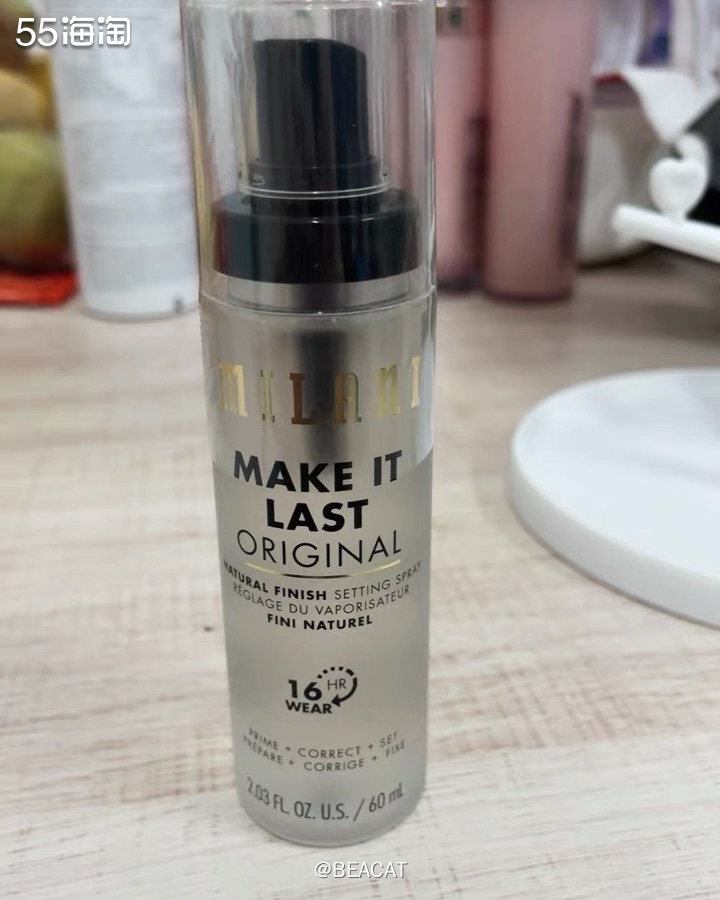 55海淘
MILANI
MAKE IT
LAST
ORIGINAL
NATURAL FINISH SETTING SPRAY
RÉGLAGE DU VAPORISATEUR
FINI NATUREL
16 HR
WEAR
PRIME + CORRECT + SET
PRÉPARE + CORRIGE + FIXE
2.03 FL. OZ. U.S. / 60 mL
@BEACAT